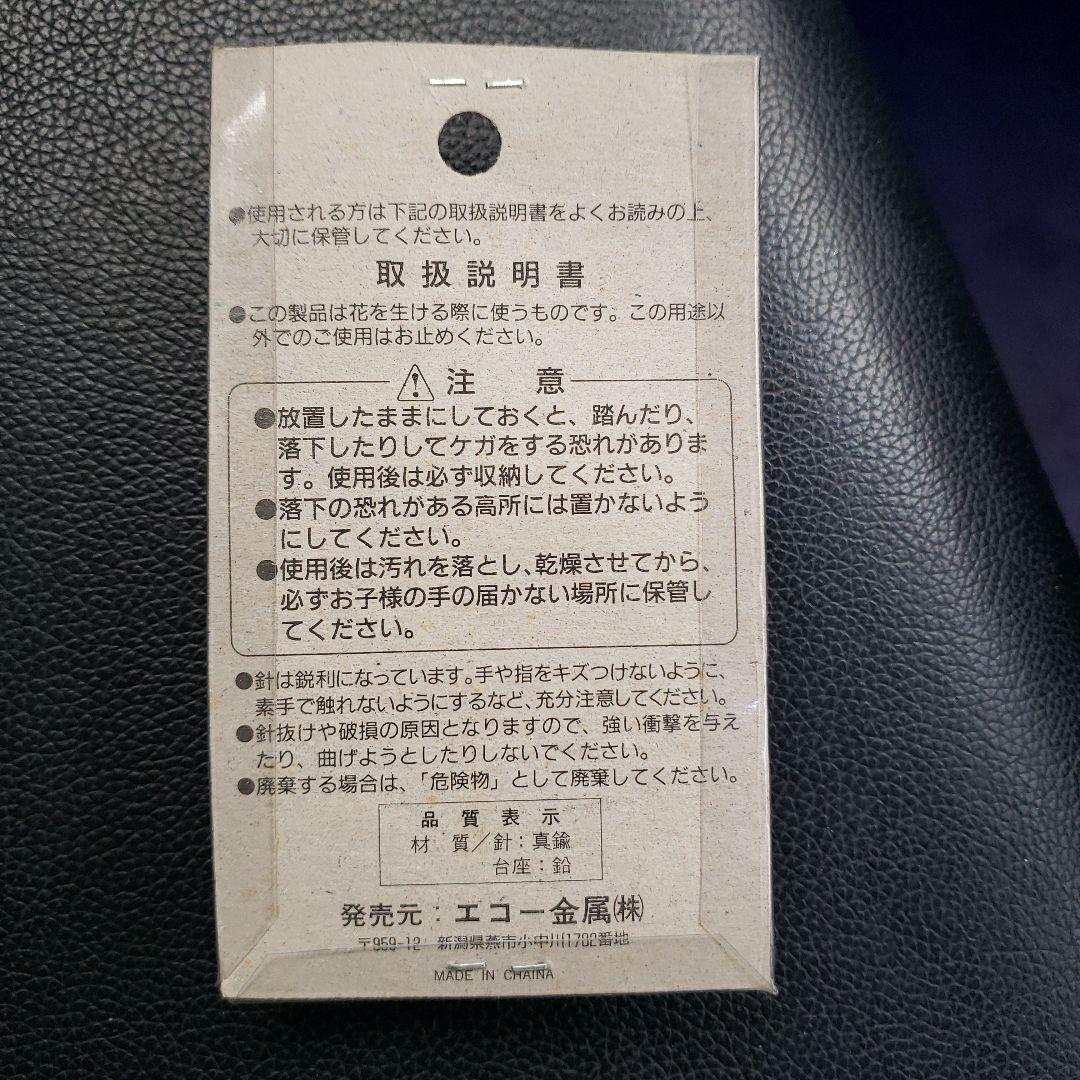 ●使用される方は下記の取扱説明書をよくお読みの上、
大切に保管してください。
取扱説明書
●この製品は花を生ける際に使うものです。この用途以
外でのご使用はお止めください。
⚠注 意
●放置したままにしておくと、踏んだり、
落下したりしてケガをする恐れがありま
す。使用後は必ず収納してください。
●落下の恐れがある高所には置かないよう
にしてください。
●使用後は汚れを落とし、乾燥させてから、
必ずお子様の手の届かない場所に保管し
てください。
●針は鋭利になっています。手や指をキズつけないように、
素手で触れないようにするなど、充分注意してください。
●針抜けや破損の原因となりますので、強い衝撃を与え
たり、曲げようとしたりしないでください。
●廃棄する場合は、「危険物」として廃棄してください。
品質表示
材 質/針:真鍮
台座:鉛
発売元:エコー金属㈱
〒959-12 新潟県燕市小中川1702番地
MADE IN CHAINA